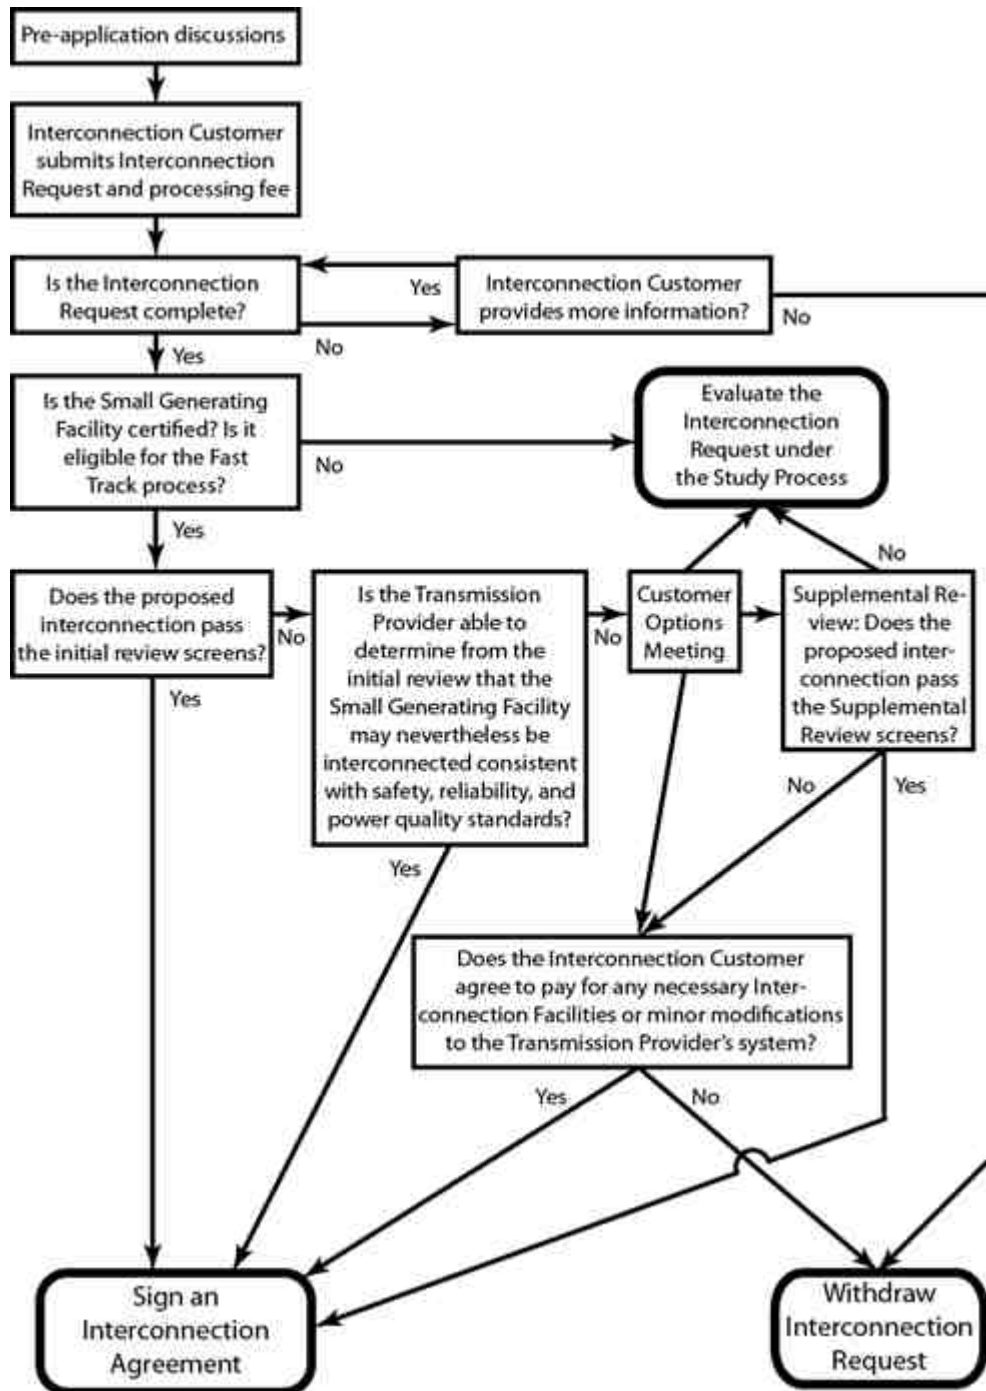 Pre-application discussions
Interconnection Customer
submits Interconnection
Request and processing fee
Is the Interconnection
Request complete?
Yes
No
Interconnection Customer
provides more information?
No
Yes
Is the Small Generating
Facility certified? Is it
eligible for the Fast
Track process?
No
Evaluate the
Interconnection
Request under
the Study Process
Yes
No
Does the proposed
interconnection pass
the initial review screens?
No
Is the Transmission
Provider able to
determine from the
initial review that the
Small Generating Facility
may nevertheless be
interconnected consistent
with safety, reliability, and
power quality standards?
No
Customer
Options
Meeting
Supplemental Re-
view: Does the
proposed inter-
connection pass
the Supplemental
Review screens?
Yes
No
Yes
Yes
Does the Interconnection Customer
agree to pay for any necessary Inter-
connection Facilities or minor modifications
to the Transmission Provider's system?
Yes
No
Sign an
Interconnection
Agreement
Withdraw
Interconnection
Request